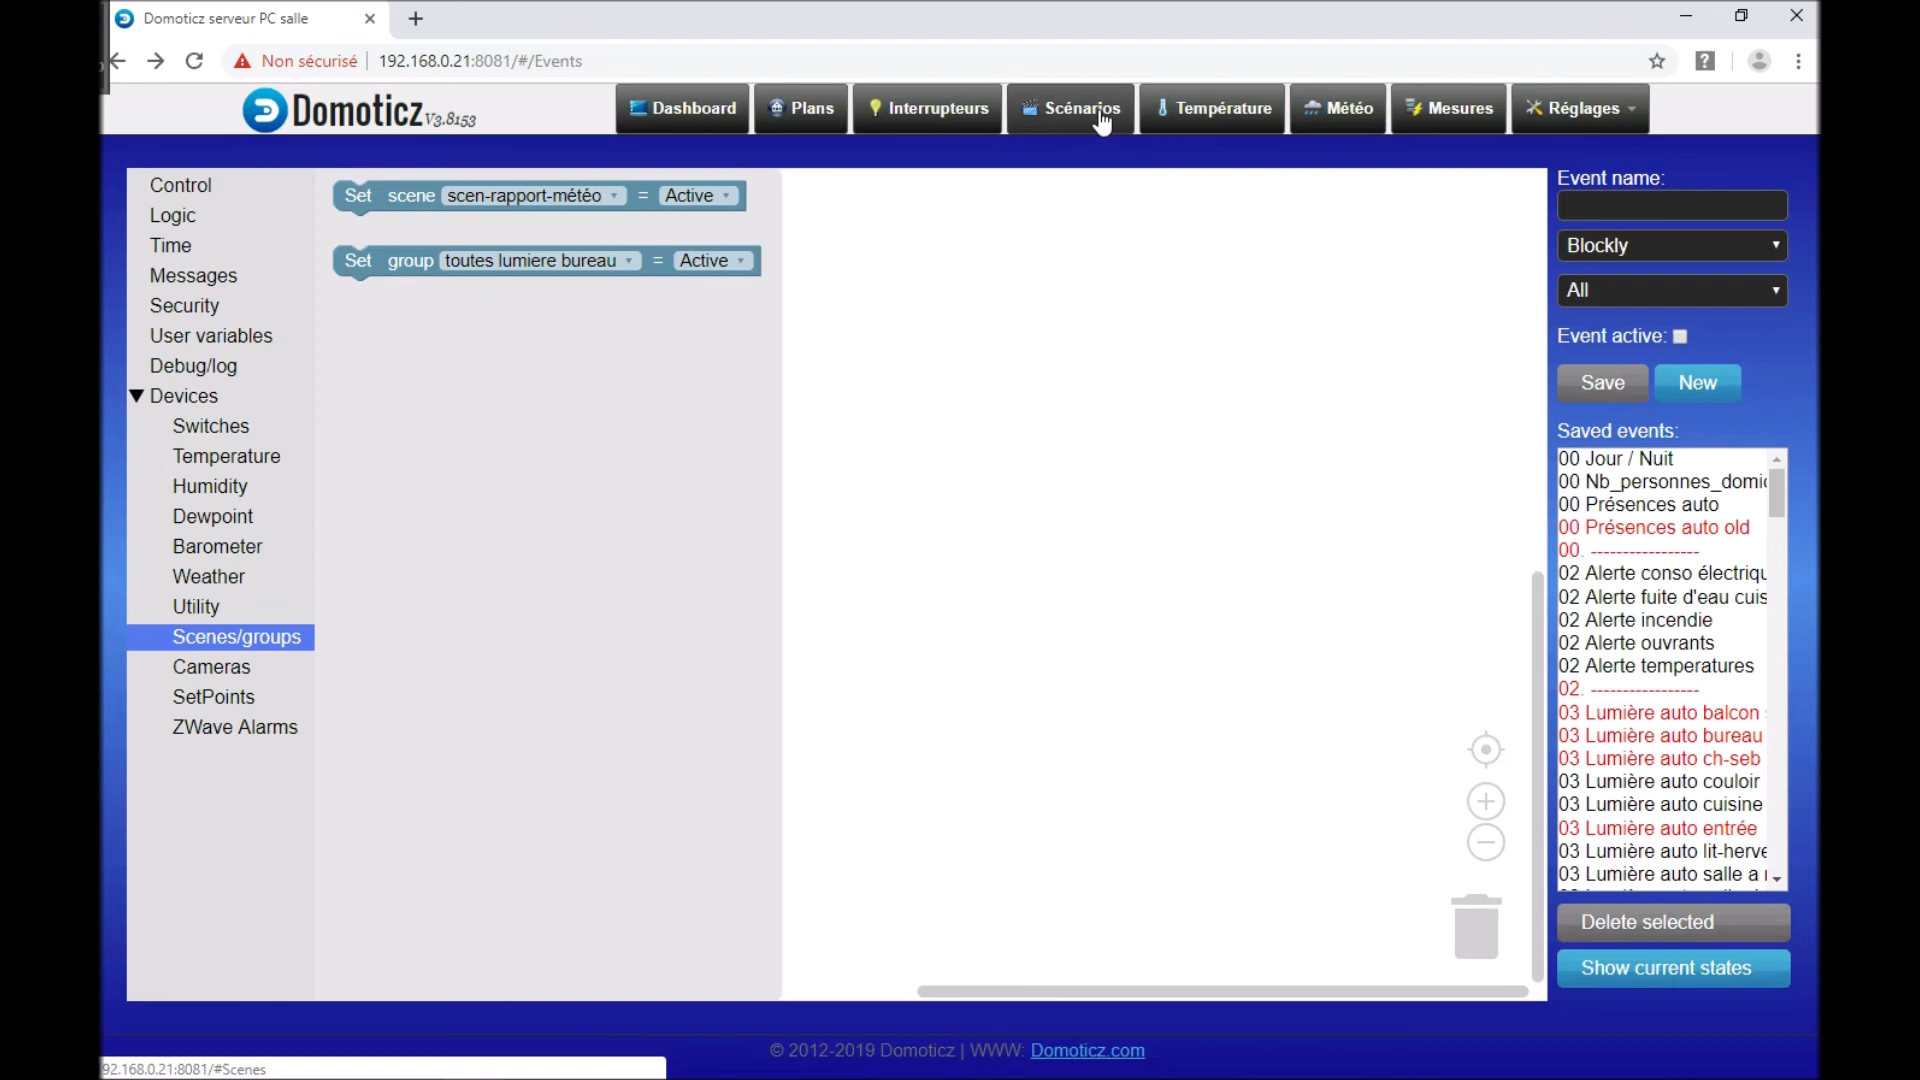 Domoticz serveur PC salle
Non sécurisé
192.168.0.21:8081/#/Events
Domoticz V3.8153
Dashboard
Plans
Interrupteurs
Scénarios
Température
Météo
Mesures
Réglages
Control
Logic
Time
Messages
Security
User variables
Debug/log
Devices
Switches
Temperature
Humidity
Dewpoint
Barometer
Weather
Utility
Scenes/groups
Cameras
SetPoints
ZWave Alarms
Set scene scen-rapport-météo = Active
Set group toutes lumiere bureau = Active
Event name:
Blockly
All
Event active:
Save
New
Saved events:
00 Jour / Nuit
00 Nb_personnes_domic
00 Présences auto
00 Présences auto old
00. -----------------
02 Alerte conso électriqu
02 Alerte fuite d'eau cuis
02 Alerte incendie
02 Alerte ouvrants
02 Alerte temperatures
02. -----------------
03 Lumière auto balcon
03 Lumière auto bureau
03 Lumière auto ch-seb
03 Lumière auto couloir
03 Lumière auto cuisine
03 Lumière auto entrée
03 Lumière auto lit-herve
03 Lumière auto salle a
Delete selected
Show current states
© 2012-2019 Domoticz | WWW: Domoticz.com
92.168.0.21:8081/#Scenes